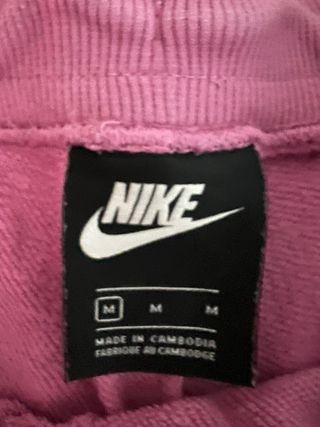 NIKE
M M M
MADE IN CAMBODIA
FABRIQUÉ AU CAMBODGE